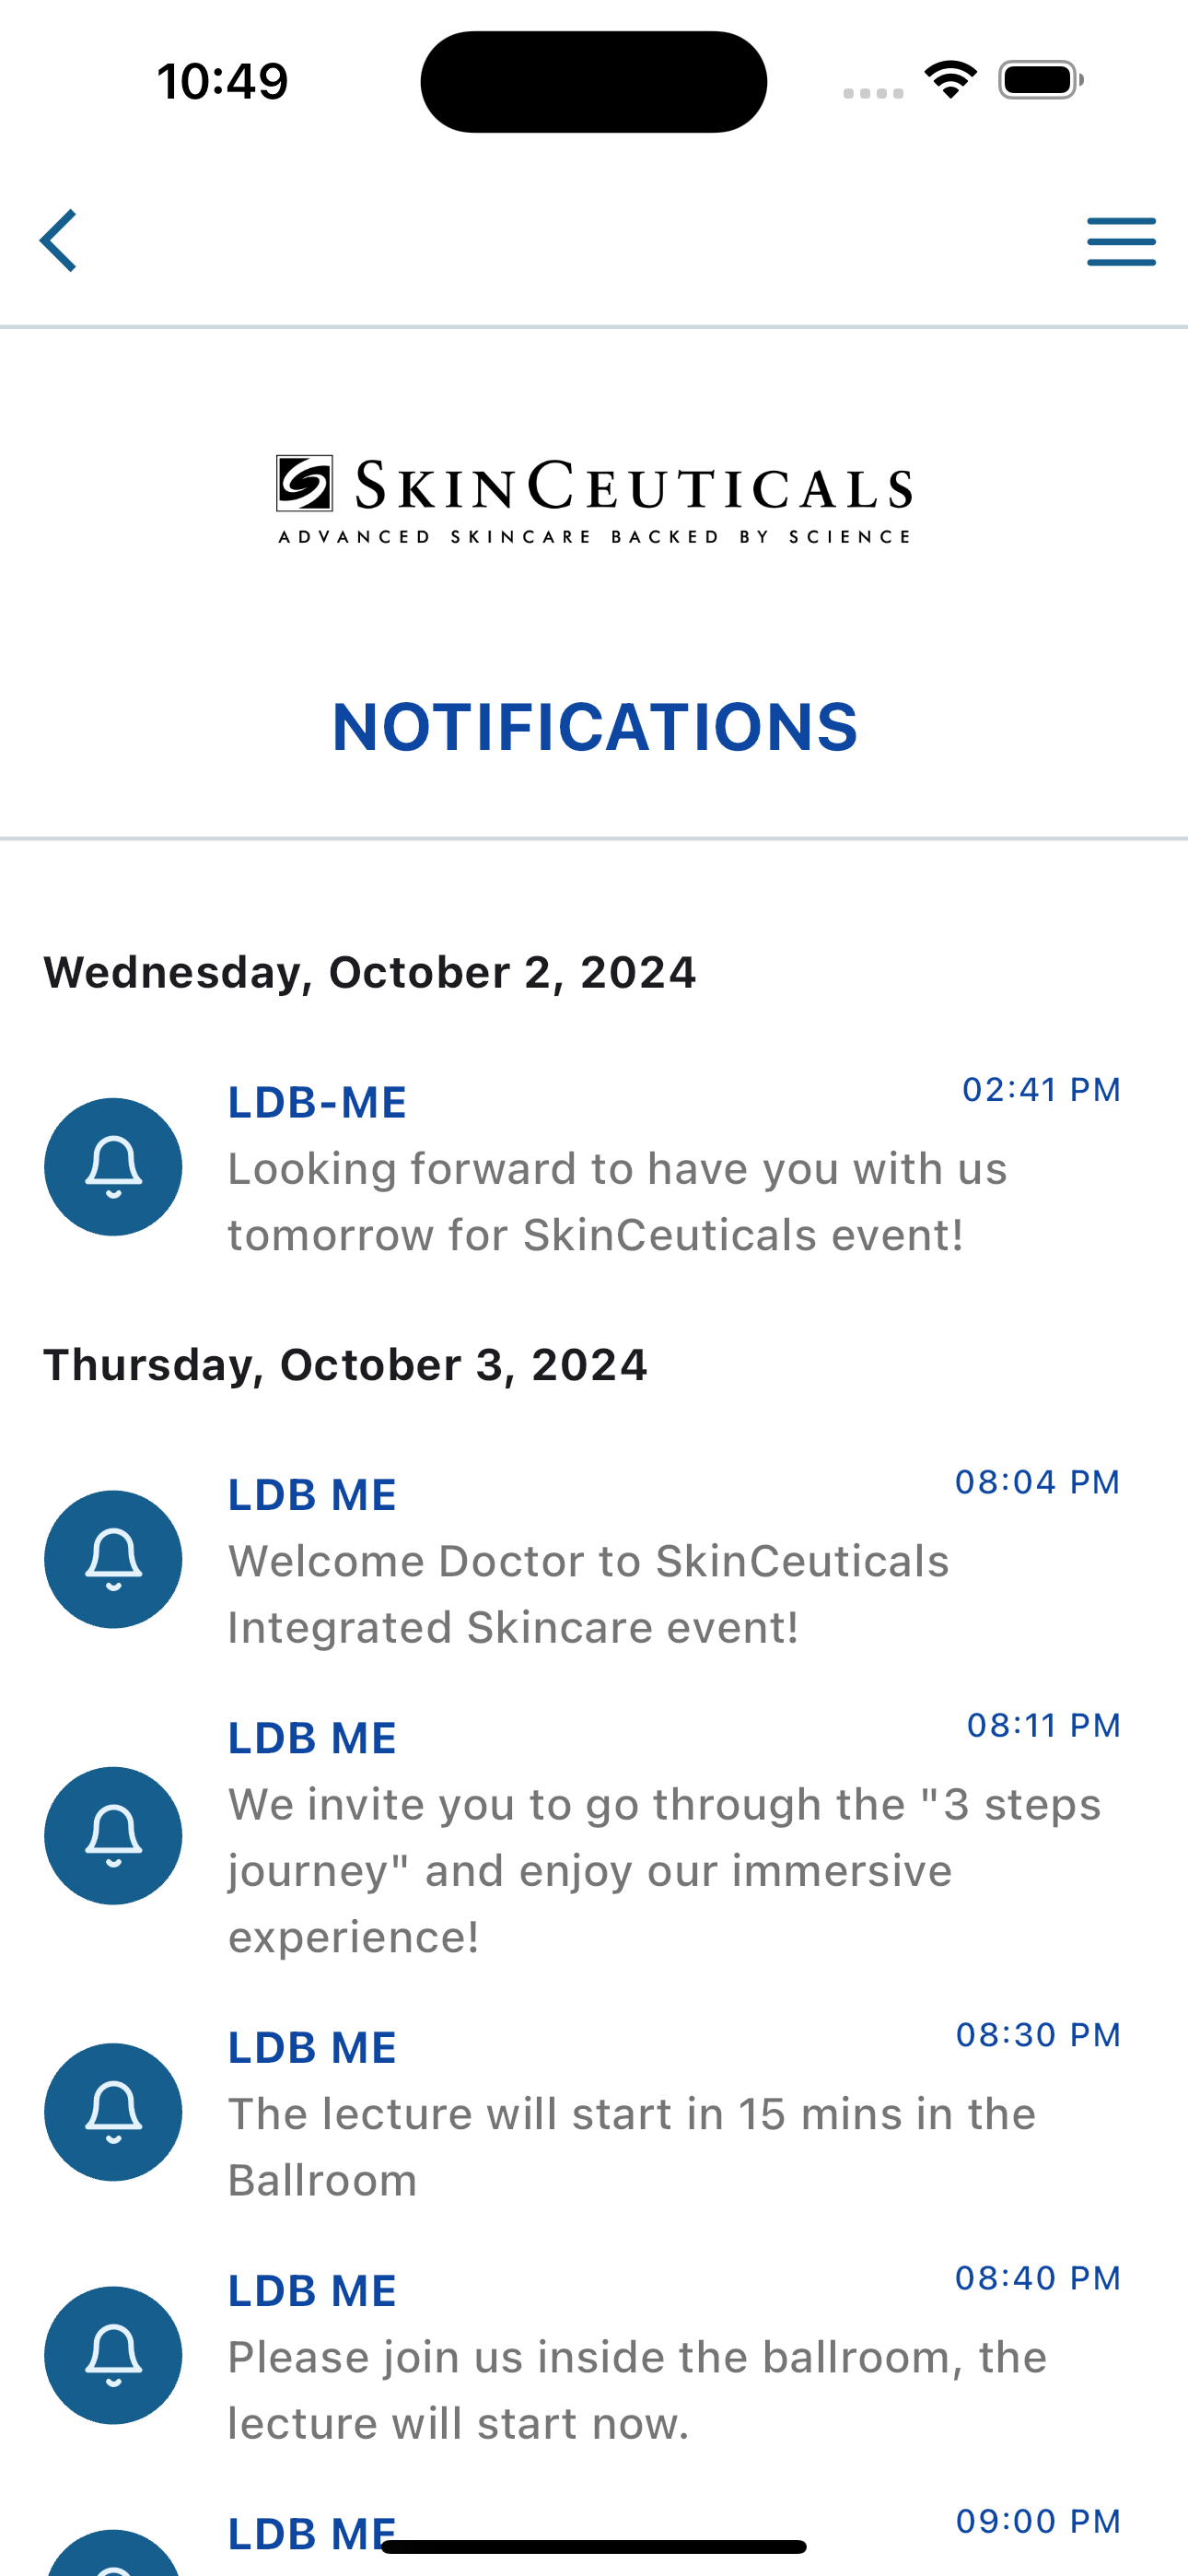 10:49
SKINCEUTICALS
ADVANCED SKINCARE BACKED BY SCIENCE
NOTIFICATIONS
Wednesday, October 2, 2024
LDB-ME
02:41 PM
Looking forward to have you with us
tomorrow for SkinCeuticals event!
Thursday, October 3, 2024
LDB ME
08:04 PM
Welcome Doctor to SkinCeuticals
Integrated Skincare event!
LDB ME
08:11 PM
We invite you to go through the "3 steps
journey" and enjoy our immersive
experience!
LDB ME
08:30 PM
The lecture will start in 15 mins in the
Ballroom
LDB ME
08:40 PM
Please join us inside the ballroom, the
lecture will start now.
LDB ME
09:00 PM